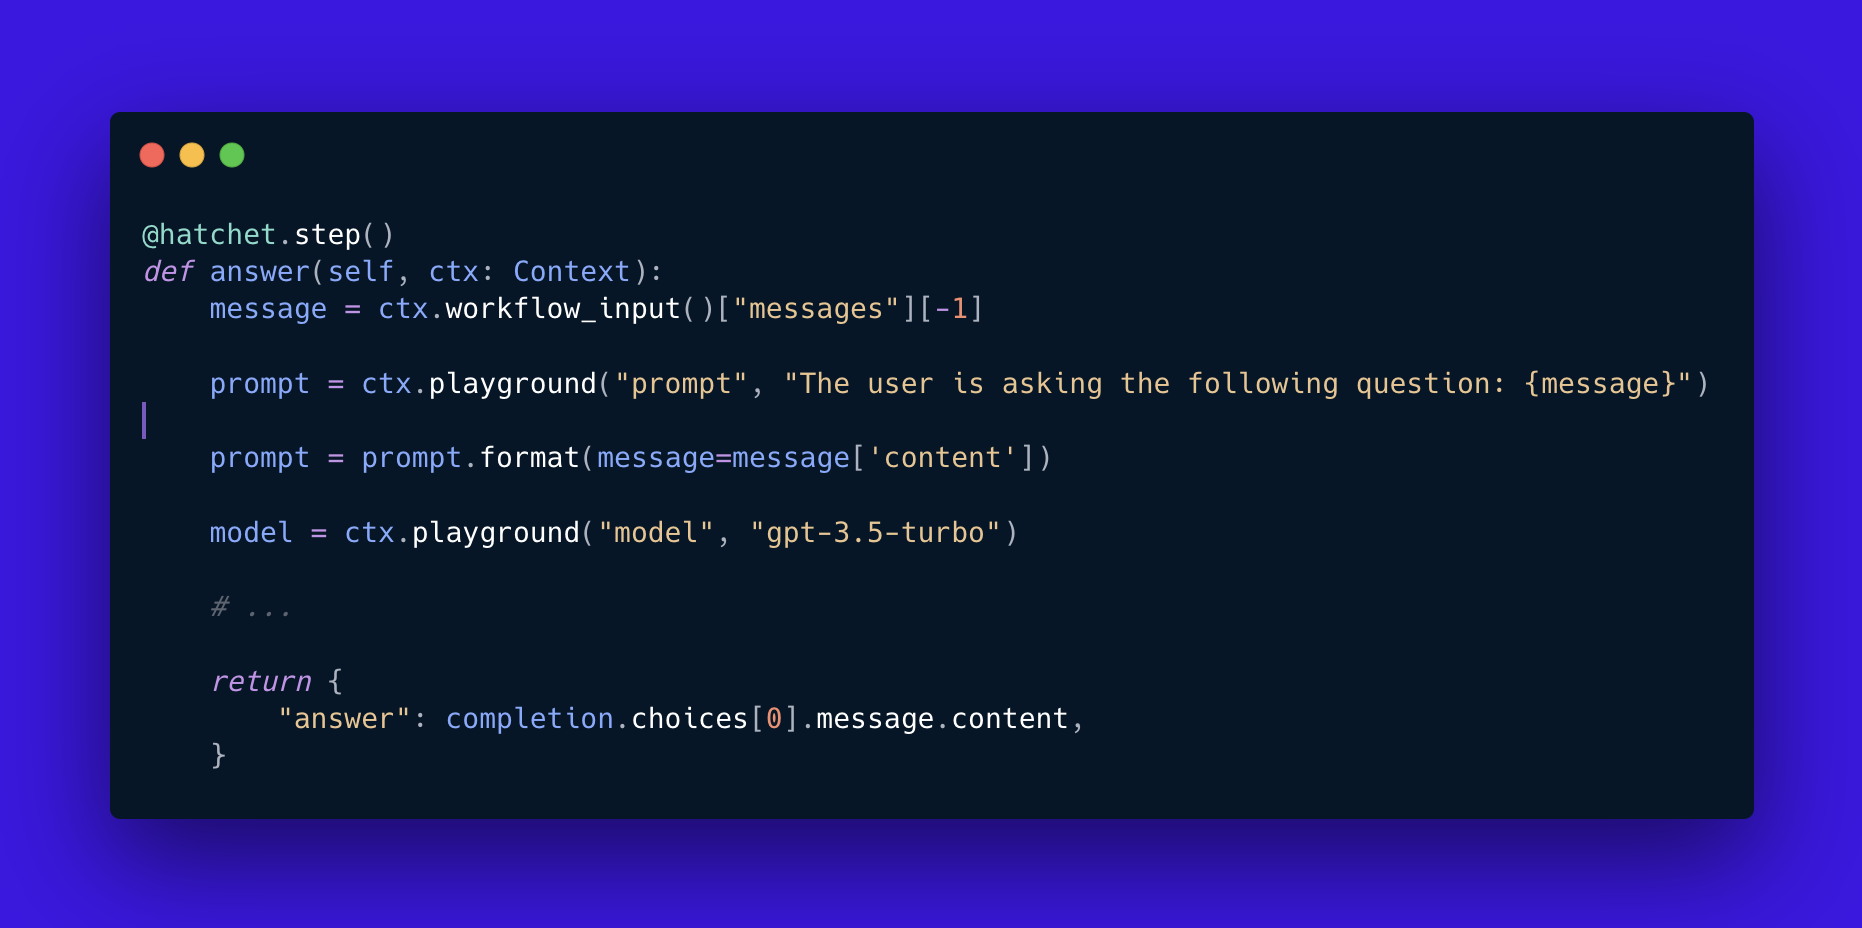 @hatchet.step()
def answer(self, ctx: Context):
    message = ctx.workflow_input()["messages"][-1]
    prompt = ctx.playground("prompt", "The user is asking the following question: {message}")
    prompt = prompt.format(message=message['content'])
    model = ctx.playground("model", "gpt-3.5-turbo")
    # ...
    return {
        "answer": completion.choices[0].message.content,
    }